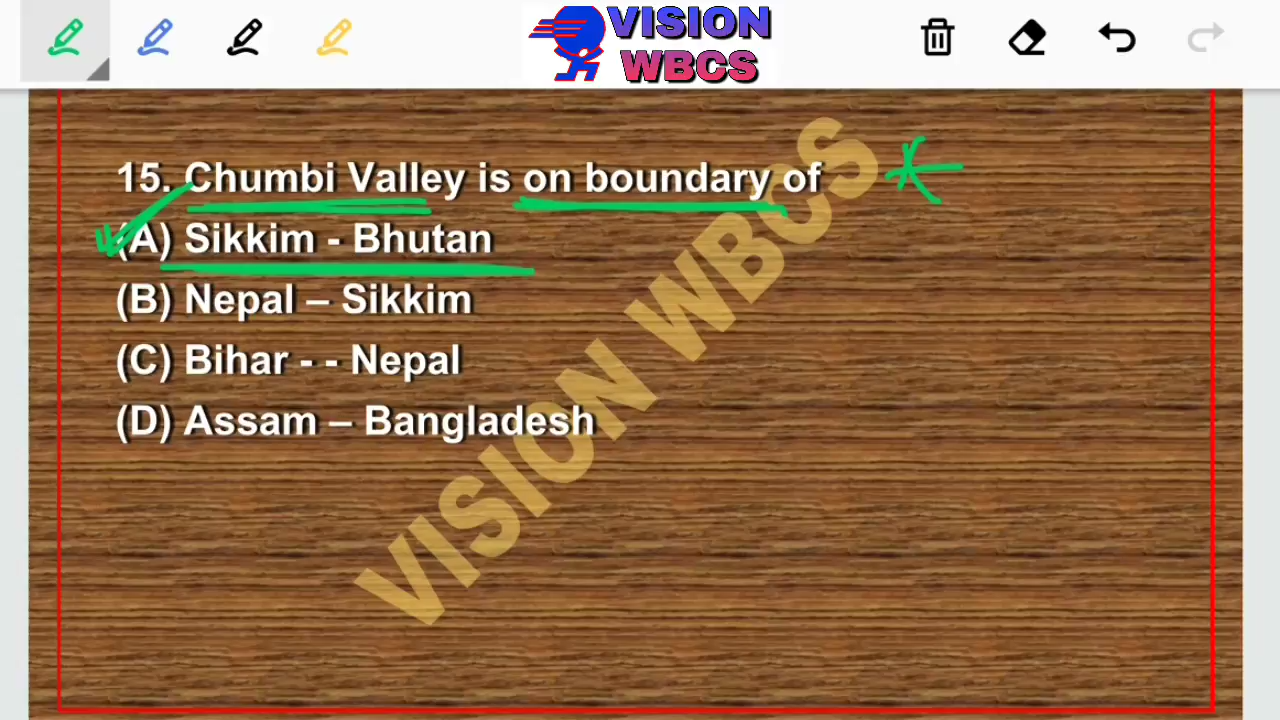 VISION
WBCS
15. Chumbi Valley is on boundary of
(A) Sikkim - Bhutan
(B) Nepal – Sikkim
(C) Bihar - - Nepal
(D) Assam – Bangladesh
VISION WBCS